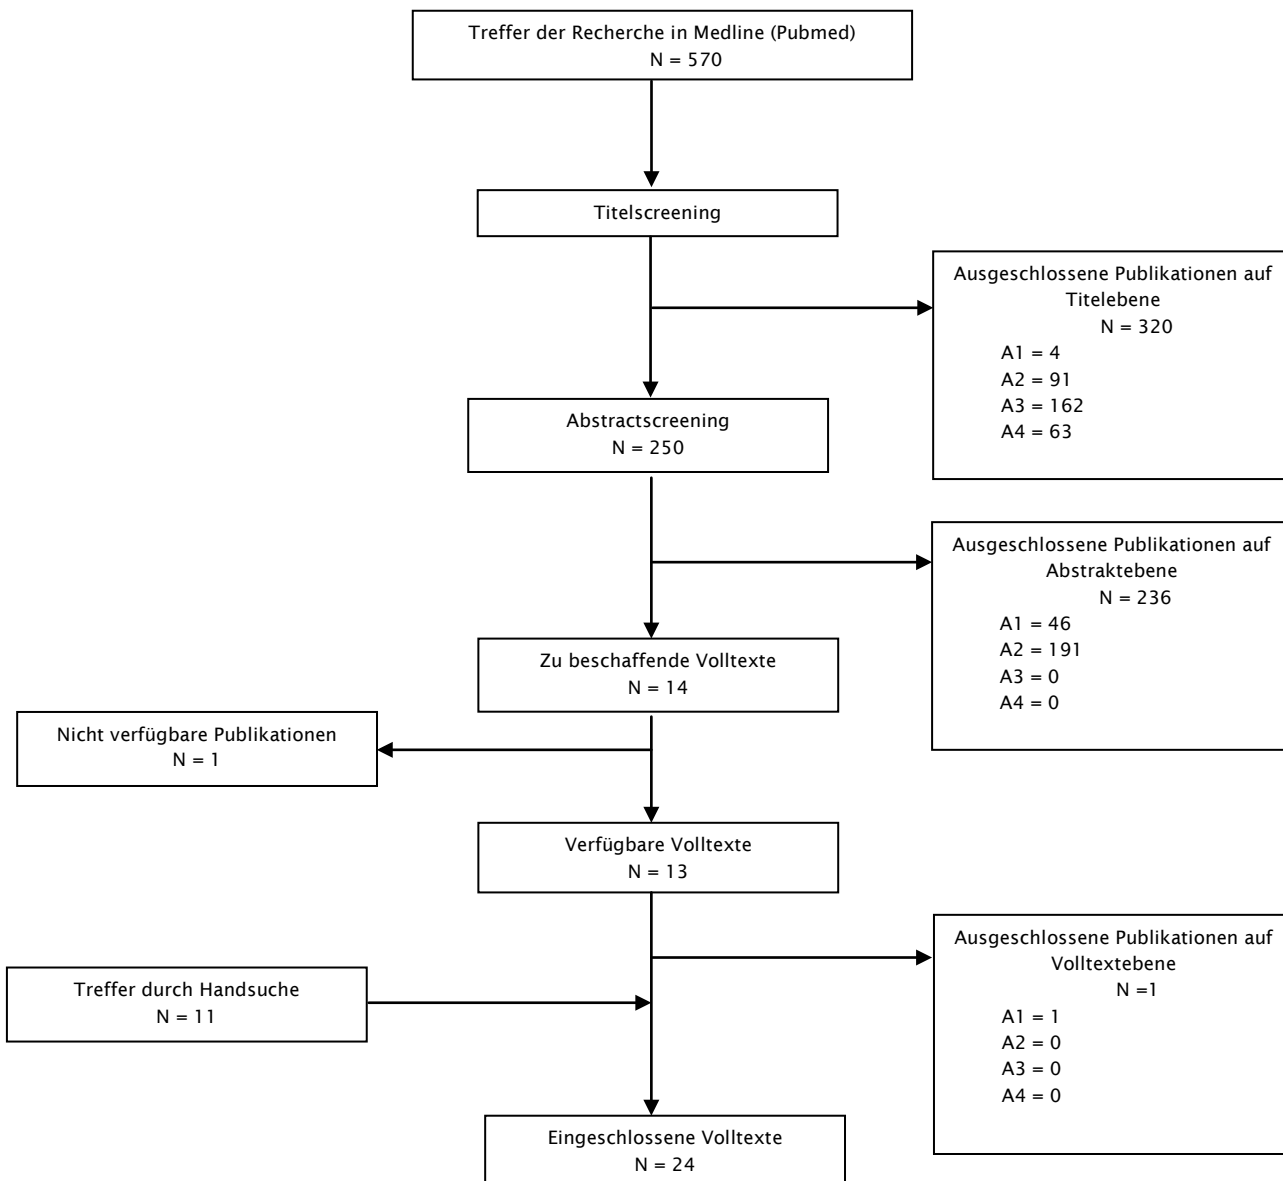 Treffer der Recherche in Medline (Pubmed)
N = 570
Titelscreening
Ausgeschlossene Publikationen auf
Titelebene
N = 320
A1 = 4
A2 = 91
A3 = 162
A4 = 63
Abstractscreening
N = 250
Ausgeschlossene Publikationen auf
Abstraktebene
N = 236
A1 = 46
A2 = 191
A3 = 0
A4 = 0
Zu beschaffende Volltexte
N = 14
Nicht verfügbare Publikationen
N = 1
Verfügbare Volltexte
N = 13
Ausgeschlossene Publikationen auf
Volltextebene
N =1
A1 = 1
A2 = 0
A3 = 0
A4 = 0
Treffer durch Handsuche
N = 11
Eingeschlossene Volltexte
N = 24